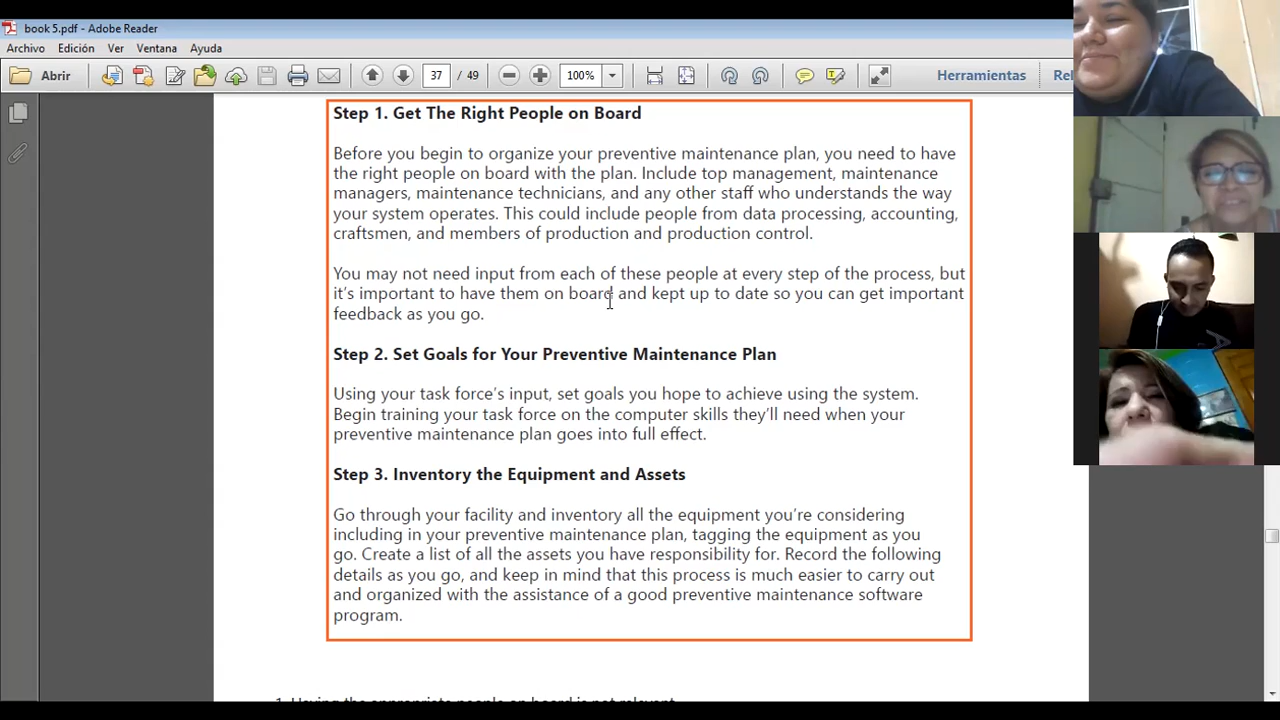 book 5.pdf - Adobe Reader
Archivo Edición Ver Ventana Ayuda
Abrir 37 / 49 100% Herramientas Rel
Step 1. Get The Right People on Board
Before you begin to organize your preventive maintenance plan, you need to have
the right people on board with the plan. Include top management, maintenance
managers, maintenance technicians, and any other staff who understands the way
your system operates. This could include people from data processing, accounting,
craftsmen, and members of production and production control.
You may not need input from each of these people at every step of the process, but
it's important to have them on board and kept up to date so you can get important
feedback as you go.
Step 2. Set Goals for Your Preventive Maintenance Plan
Using your task force's input, set goals you hope to achieve using the system.
Begin training your task force on the computer skills they'll need when your
preventive maintenance plan goes into full effect.
Step 3. Inventory the Equipment and Assets
Go through your facility and inventory all the equipment you're considering
including in your preventive maintenance plan, tagging the equipment as you
go. Create a list of all the assets you have responsibility for. Record the following
details as you go, and keep in mind that this process is much easier to carry out
and organized with the assistance of a good preventive maintenance software
program.
1. Having the appropriate people on board is not relevant